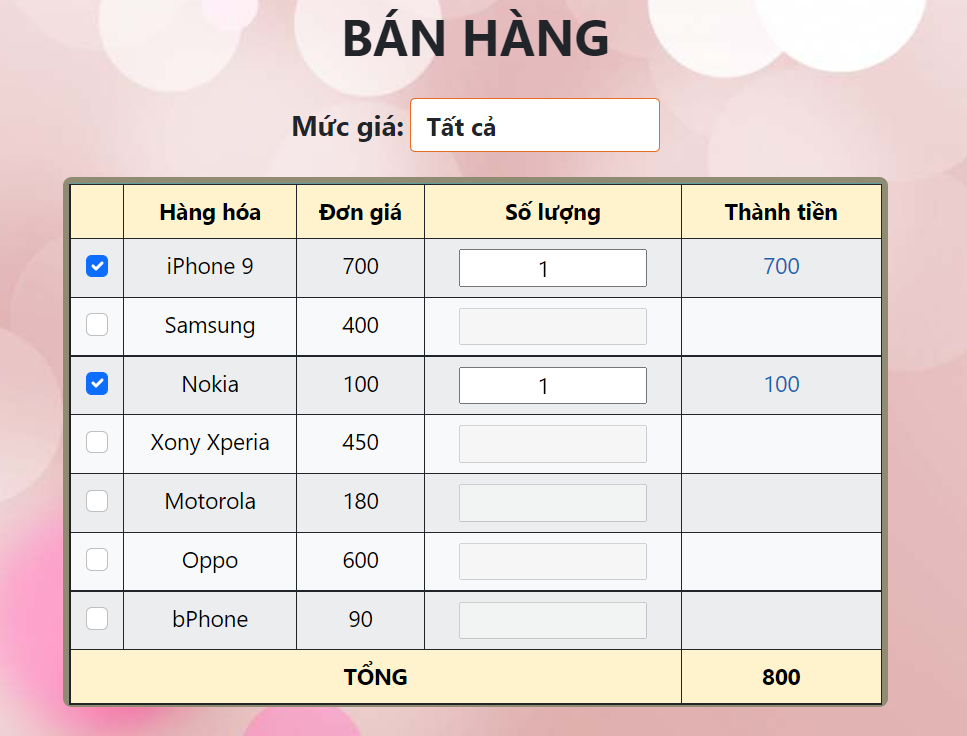 BÁN HÀNG
Mức giá: Tất cả
Hàng hóa Đơn giá Số lượng Thành tiền
iPhone 9 700 1 700
Samsung 400
Nokia 100 1 100
Xony Xperia 450
Motorola 180
Oppo 600
bPhone 90
TỔNG 800